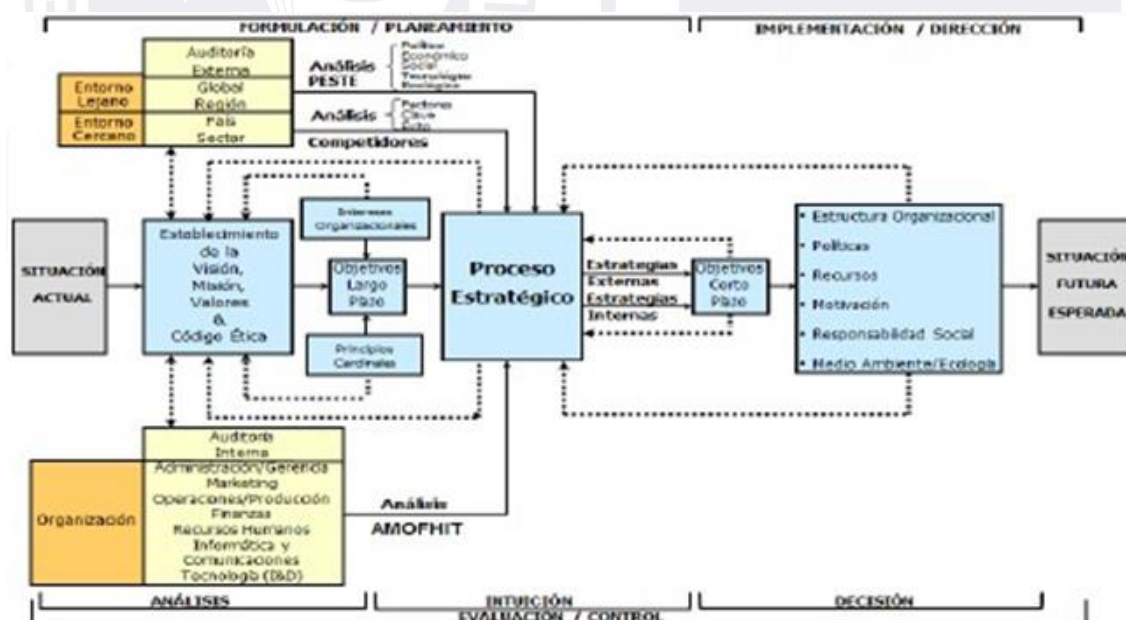 FORMULACIÓN / PLANEAMIENTO
IMPLEMENTACIÓN / DIRECCIÓN
Auditoría
Externa
Global
Región
País
Sector
Entorno
Lejano
Entorno
Cercano
Análisis
PESTE
Política
Económico
Social
Tecnológico
Ecológico
Análisis
Competidores
Factores
Clave
Éxito
SITUACIÓN
ACTUAL
Establecimiento
de la
Visión,
Misión,
Valores
&
Código Ética
Intereses
Organizacionales
Objetivos
Largo
Plazo
Principios
Cardinales
Proceso
Estratégico
Estrategias
Externas
Estrategias
Internas
Objetivos
Corto
Plazo
• Estructura Organizacional
• Políticas
• Recursos
• Motivación
• Responsabilidad Social
• Medio Ambiente/Ecología
SITUACIÓN
FUTURA
ESPERADA
Organización
Auditoría
Interna
Administración/Gerencia
Marketing
Operaciones/Producción
Finanzas
Recursos Humanos
Informática y
Comunicaciones
Tecnología (I&D)
Análisis
AMOFHIT
ANÁLISIS
INTUICIÓN
DECISIÓN
EVALUACIÓN / CONTROL